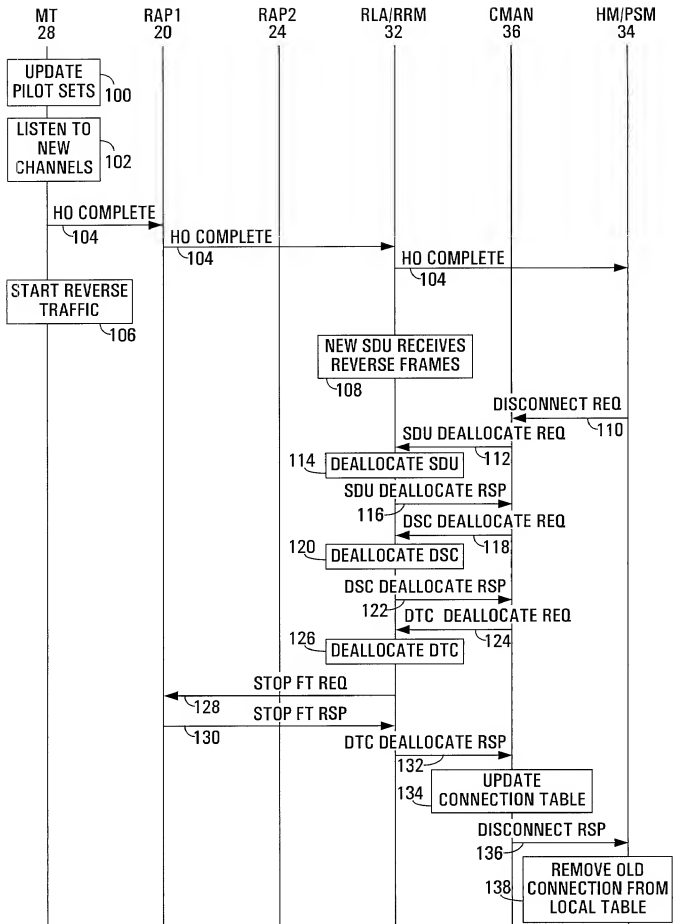 MT RAP1 RAP2 RLA/RRM CMAN HM/PSM
28 20 24 32 36 34
UPDATE
PILOT SETS
100
LISTEN TO
NEW
CHANNELS
102
HO COMPLETE
104
HO COMPLETE
104
HO COMPLETE
104
START REVERSE
TRAFFIC
106
NEW SDU RECEIVES
REVERSE FRAMES
108
DISCONNECT REQ
110
SDU DEALLOCATE REQ
112
114 DEALLOCATE SDU
SDU DEALLOCATE RSP
116
DSC DEALLOCATE REQ
118
120 DEALLOCATE DSC
DSC DEALLOCATE RSP
122
DTC DEALLOCATE REQ
124
126 DEALLOCATE DTC
STOP FT REQ
128
STOP FT RSP
130
DTC DEALLOCATE RSP
132
134 UPDATE
CONNECTION TABLE
DISCONNECT RSP
136
138 REMOVE OLD
CONNECTION FROM
LOCAL TABLE